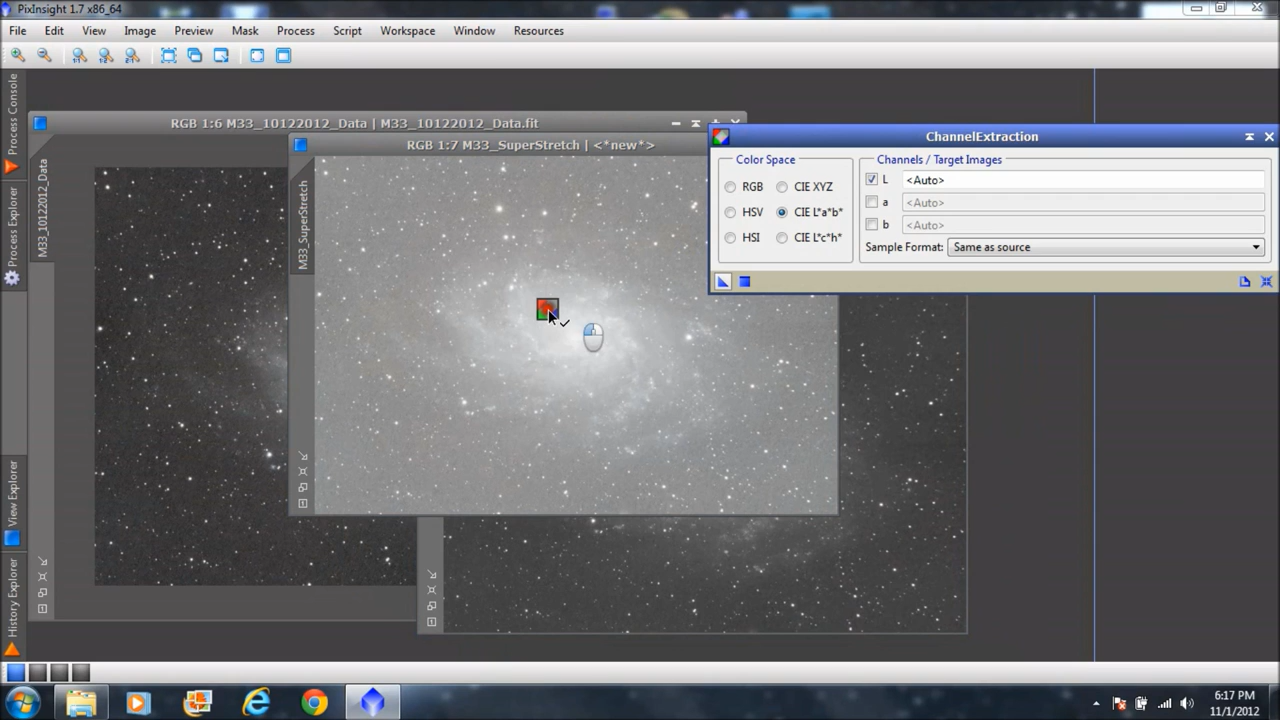 PixInsight 1.7 x86_64
File Edit View Image Preview Mask Process Script Workspace Window Resources
Process Console
Process Explorer
View Explorer
History Explorer
RGB 1:6 M33_10122012_Data | M33_10122012_Data.fit
M33_10122012_Data
RGB 1:7 M33_SuperStretch | <*new*>
M33_SuperStretch
ChannelExtraction
Color Space
RGB CIE XYZ
HSV CIE L*a*b*
HSI CIE L*c*h*
Channels / Target Images
L <Auto>
a <Auto>
b <Auto>
Sample Format: Same as source
6:17 PM
11/1/2012